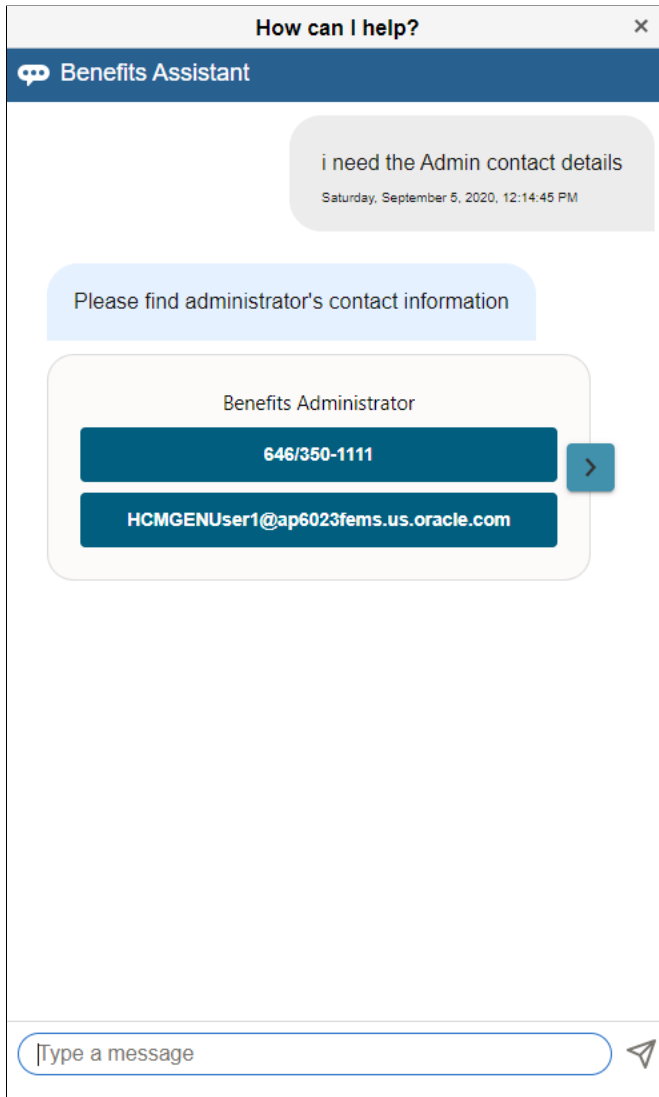 How can I help?
Benefits Assistant
i need the Admin contact details
Saturday, September 5, 2020, 12:14:45 PM
Please find administrator's contact information
Benefits Administrator
646/350-1111
HCMGENUser1@ap6023fems.us.oracle.com
Type a message